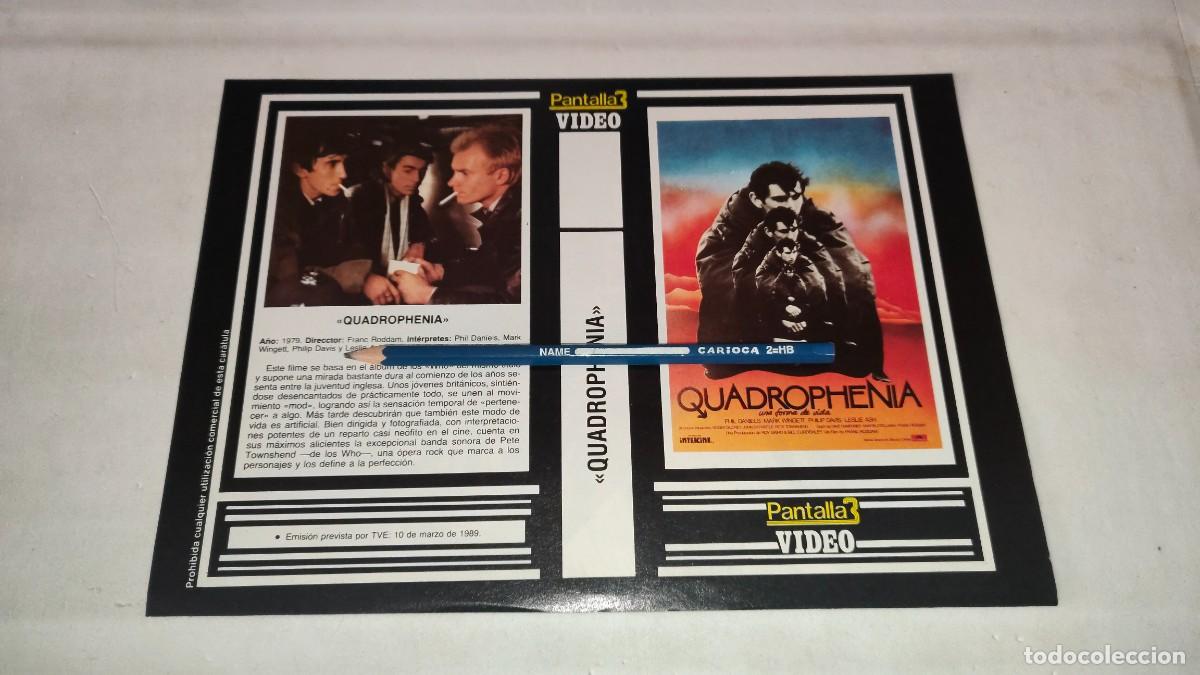 Pantalla 3
VIDEO
«QUADROPHENIA»
Año: 1979. Direcctor: Franc Roddam. Intérpretes: Phil Daniels, Mark
Wingett, Philip Davis y Leslie
Este filme se basa en el álbum de los «Who» del mismo título
y supone una mirada bastante dura al comienzo de los años se-
senta entre la juventud inglesa. Unos jóvenes británicos, sintién-
dose desencantados de prácticamente todo, se unen al movi-
miento «mod», logrando así la sensación temporal de «pertene-
cer» a algo. Más tarde descubrirán que también este modo de
vida es artificial. Bien dirigida y fotografiada, con interpretacio-
nes potentes de un reparto casi neófito en el cine, cuenta en
sus máximos alicientes la excepcional banda sonora de Pete
Townshend —de los Who—, una ópera rock que marca a los
personajes y los define a la perfección.
• Emisión prevista por TVE: 10 de marzo de 1989.
Prohibida cualquier utilización comercial de esta carátula
«QUADROPHENIA»
NAME
CARIOCA 2=HB
QUADROPHENIA
una forma de vida
PHIL DANIELS MARK WINGETT PHILIP DAVIS LESLIE ASH
INTERCINE
Pantalla 3
VIDEO
todocoleccion